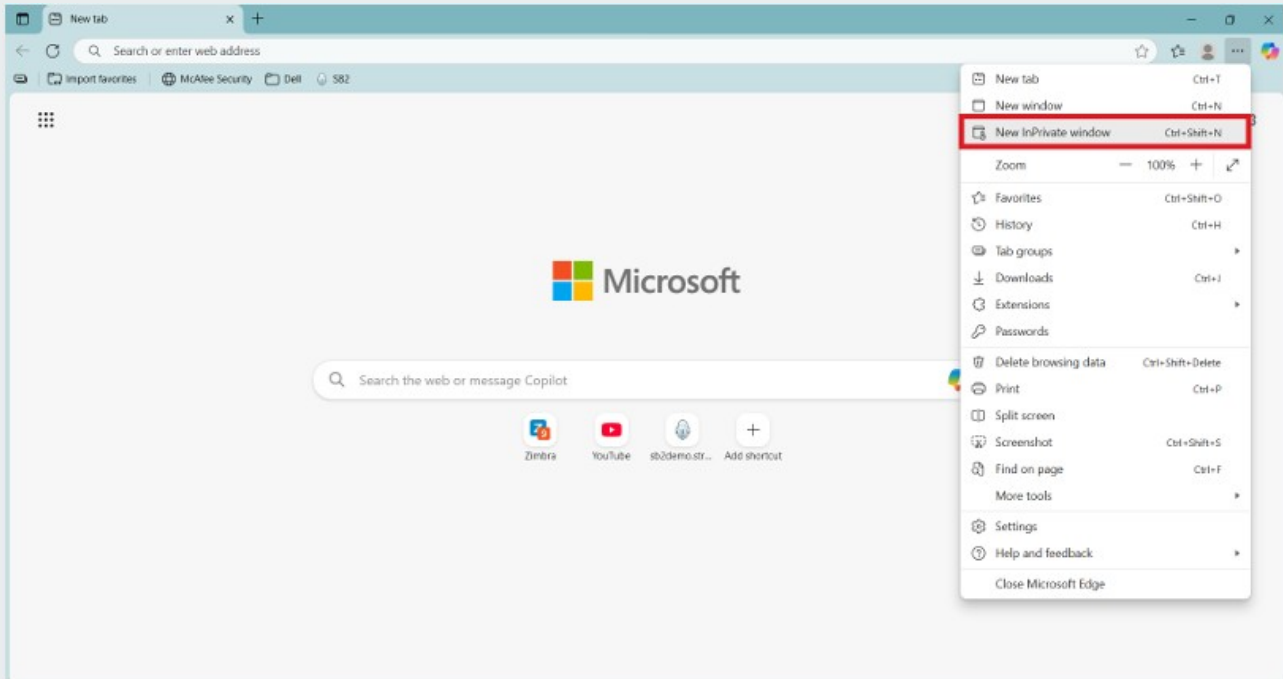 New tab
Search or enter web address
Import favorites McAfee Security Dell SB2
New tab Ctrl+T
New window Ctrl+N
New InPrivate window Ctrl+Shift+N
Zoom — 100% +
Favorites Ctrl+Shift+O
History Ctrl+H
Tab groups
Downloads Ctrl+J
Extensions
Passwords
Delete browsing data Ctrl+Shift+Delete
Print Ctrl+P
Split screen
Screenshot Ctrl+Shift+S
Find on page Ctrl+F
More tools
Settings
Help and feedback
Close Microsoft Edge
Microsoft
Search the web or message Copilot
Zimbra YouTube sb2demo.str... Add shortcut